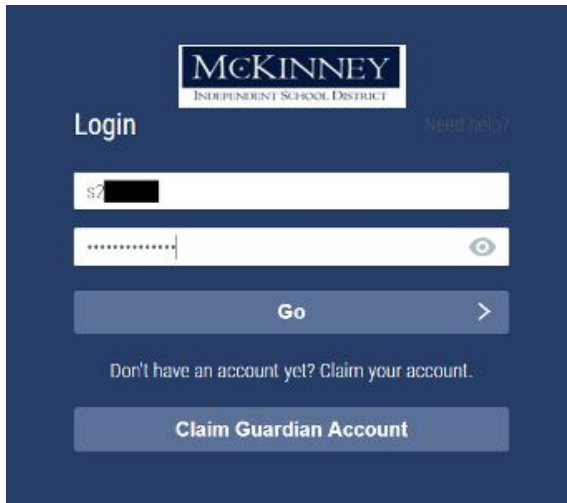 McKINNEY
INDEPENDENT SCHOOL DISTRICT
Login
Need help?
s2
••••••••••••••
Go
Don't have an account yet? Claim your account.
Claim Guardian Account